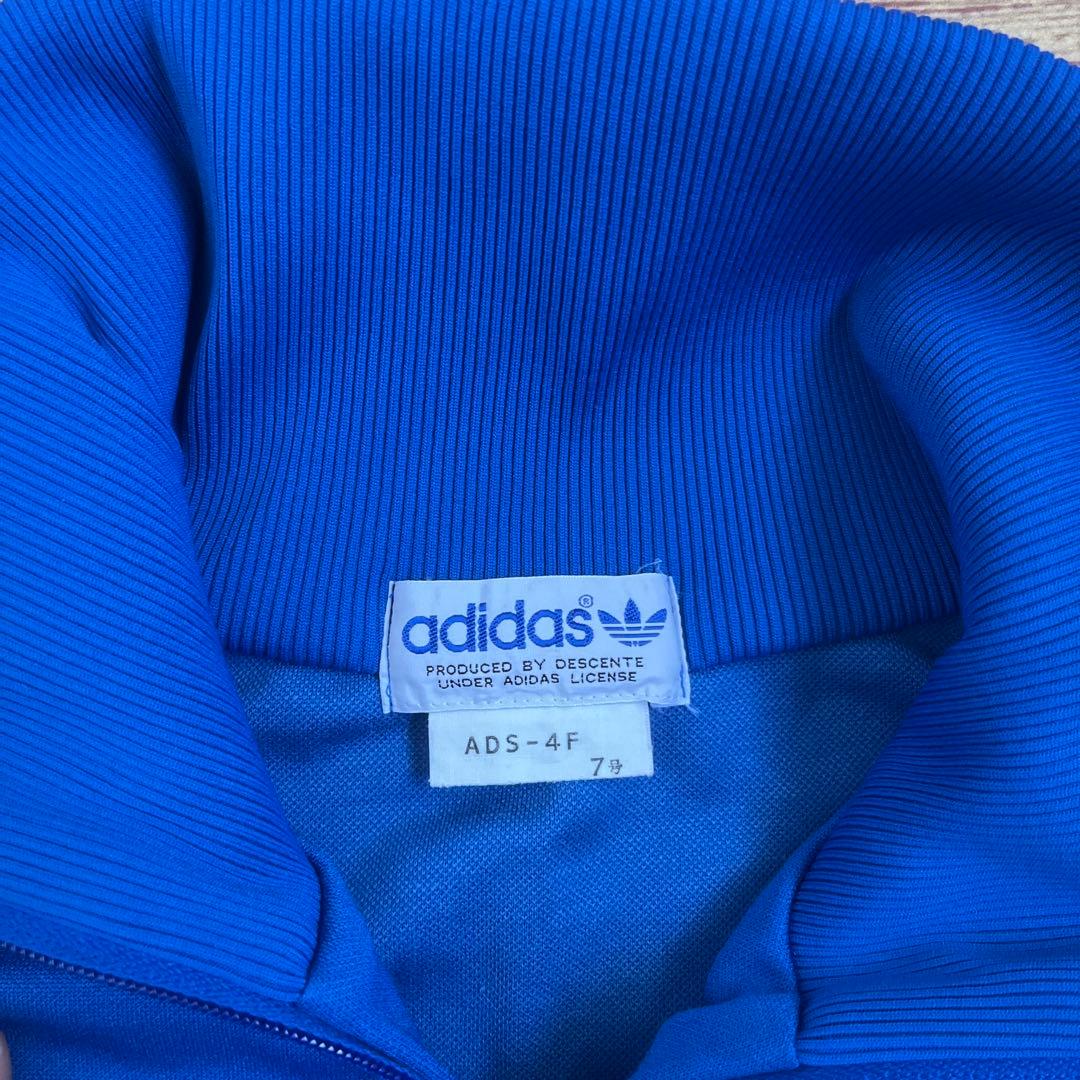 adidas®
PRODUCED BY DESCENTE
UNDER ADIDAS LICENSE
ADS-4F
7号